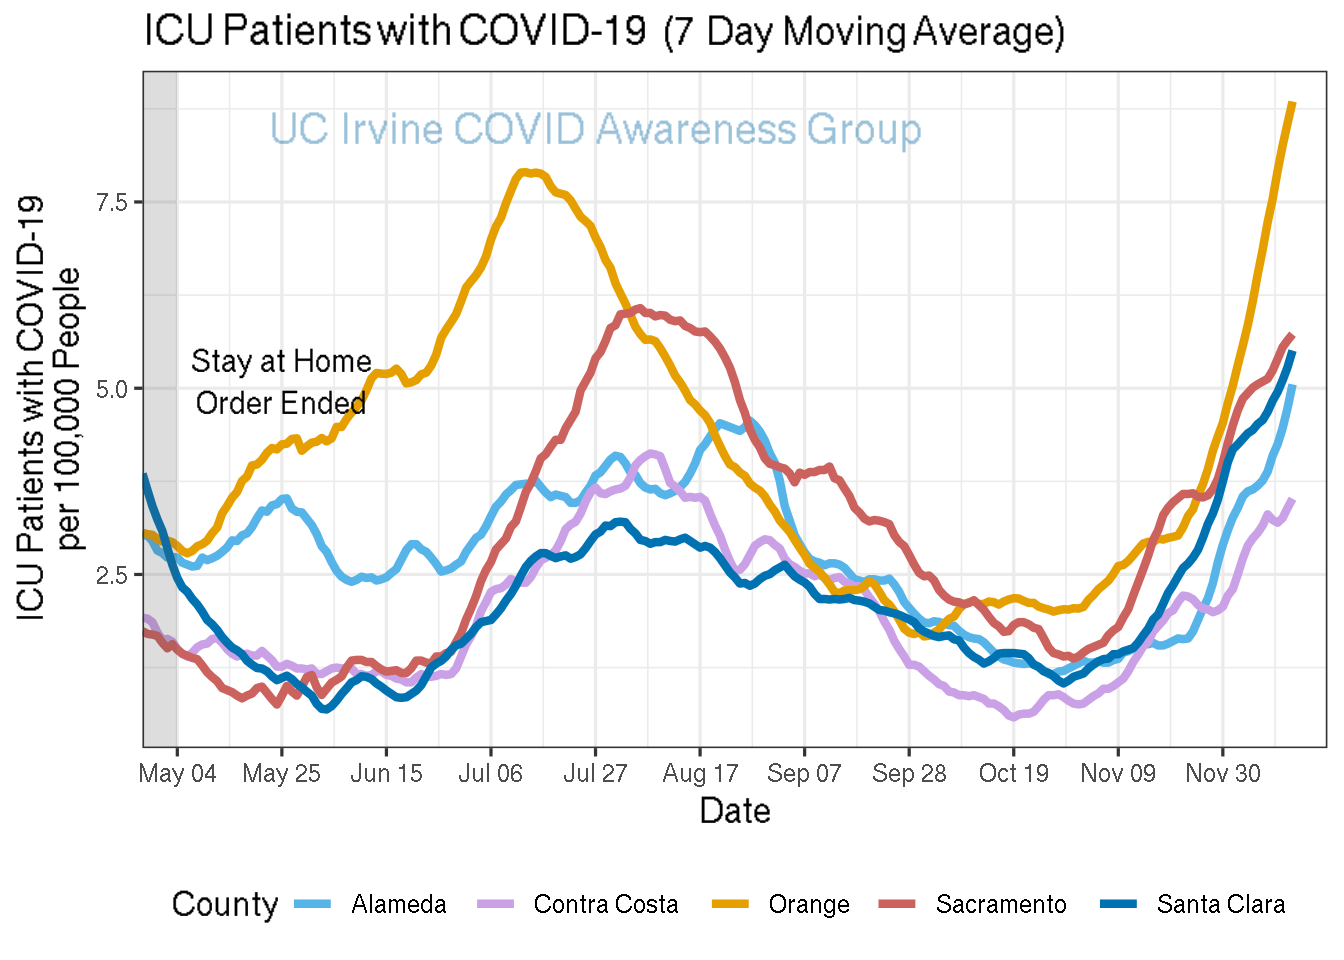 ICU Patients with COVID-19 (7 Day Moving Average)
UC Irvine COVID Awareness Group
Stay at Home
Order Ended
ICU Patients with COVID-19
per 100,000 People
7.5
5.0
2.5
May 04 May 25 Jun 15 Jul 06 Jul 27 Aug 17 Sep 07 Sep 28 Oct 19 Nov 09 Nov 30
Date
County Alameda Contra Costa Orange Sacramento Santa Clara